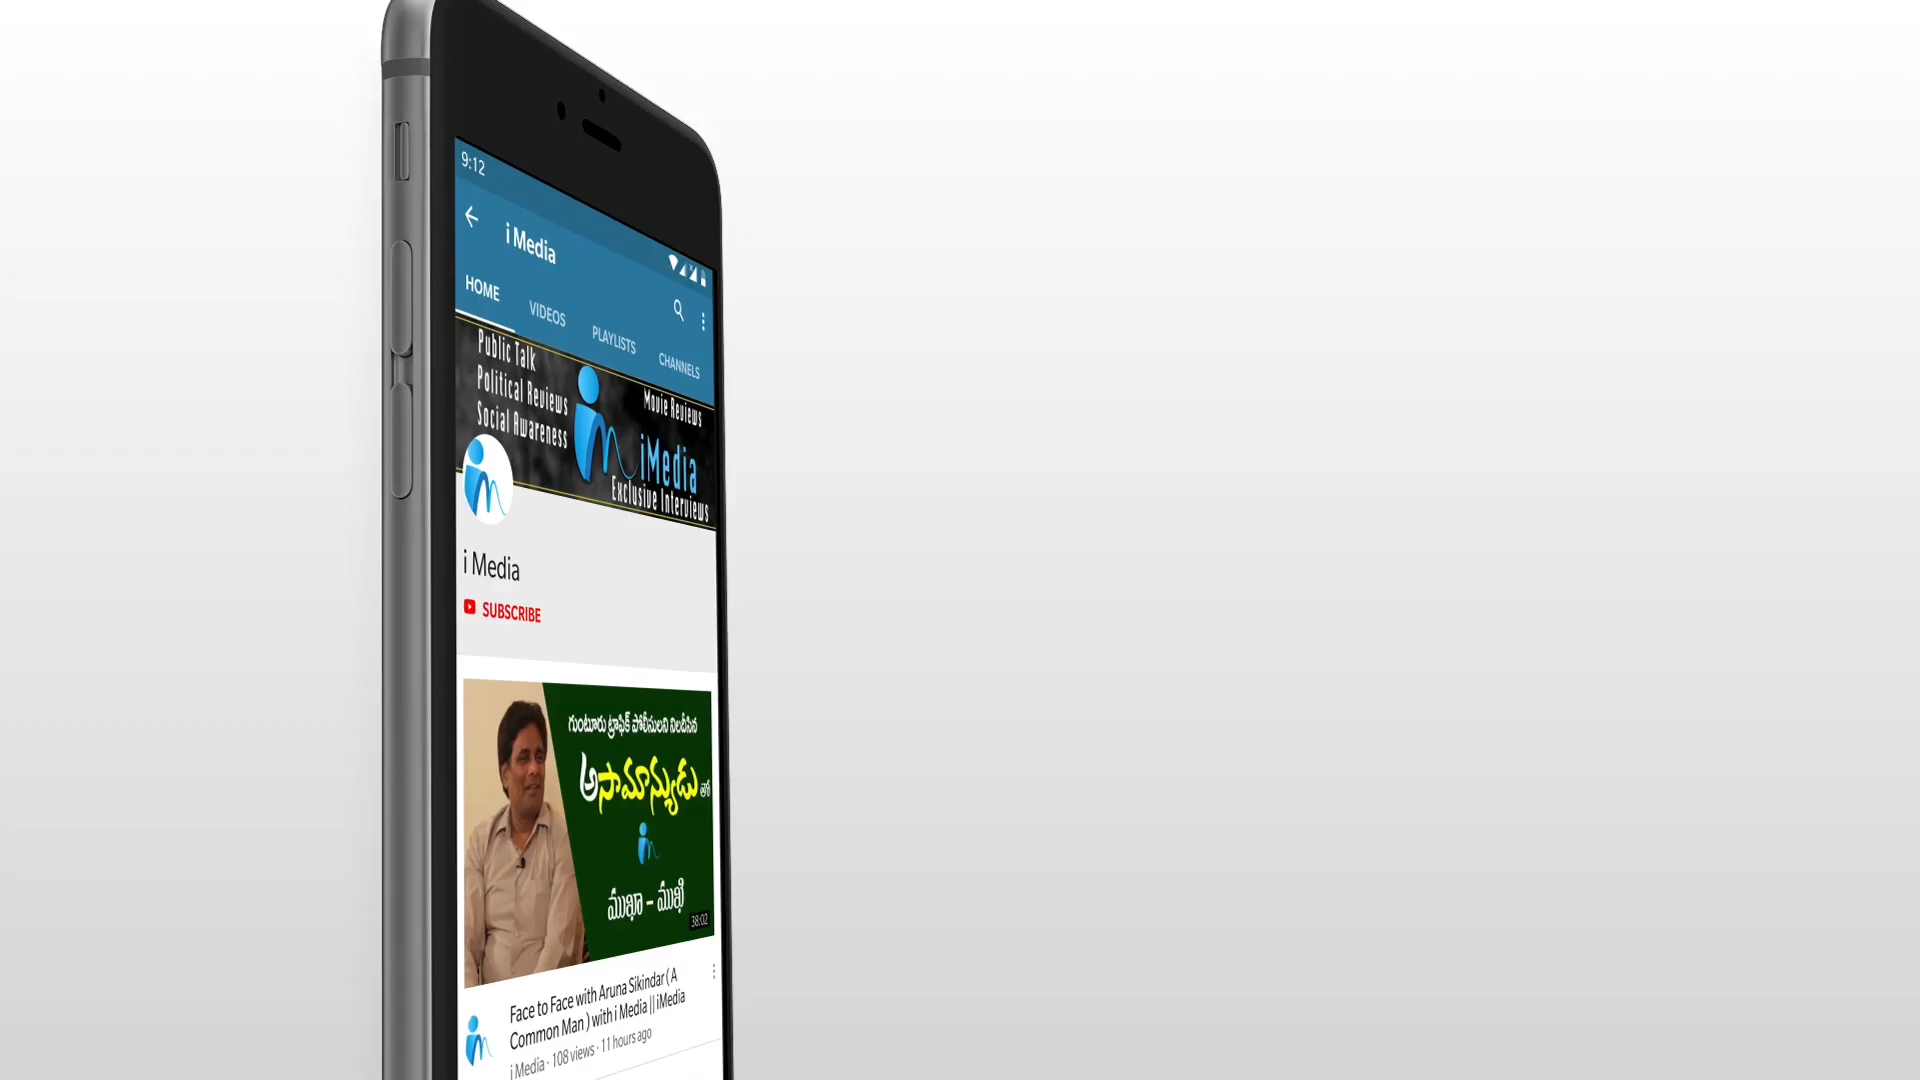 9:12
i Media
HOME
VIDEOS
PLAYLISTS
CHANNELS
Public Talk
Political Reviews
Social Awareness
Movie Reviews
iMedia
Exclusive Interviews
i Media
SUBSCRIBE
గుంటూరు ట్రాఫిక్ పోలీసులని నిలదీసిన
అసామాన్యుడు తో
ముఖా - ముఖి
38:02
Face to Face with Aruna Sikindar ( A
Common Man ) with i Media || iMedia
i Media · 108 views · 11 hours ago